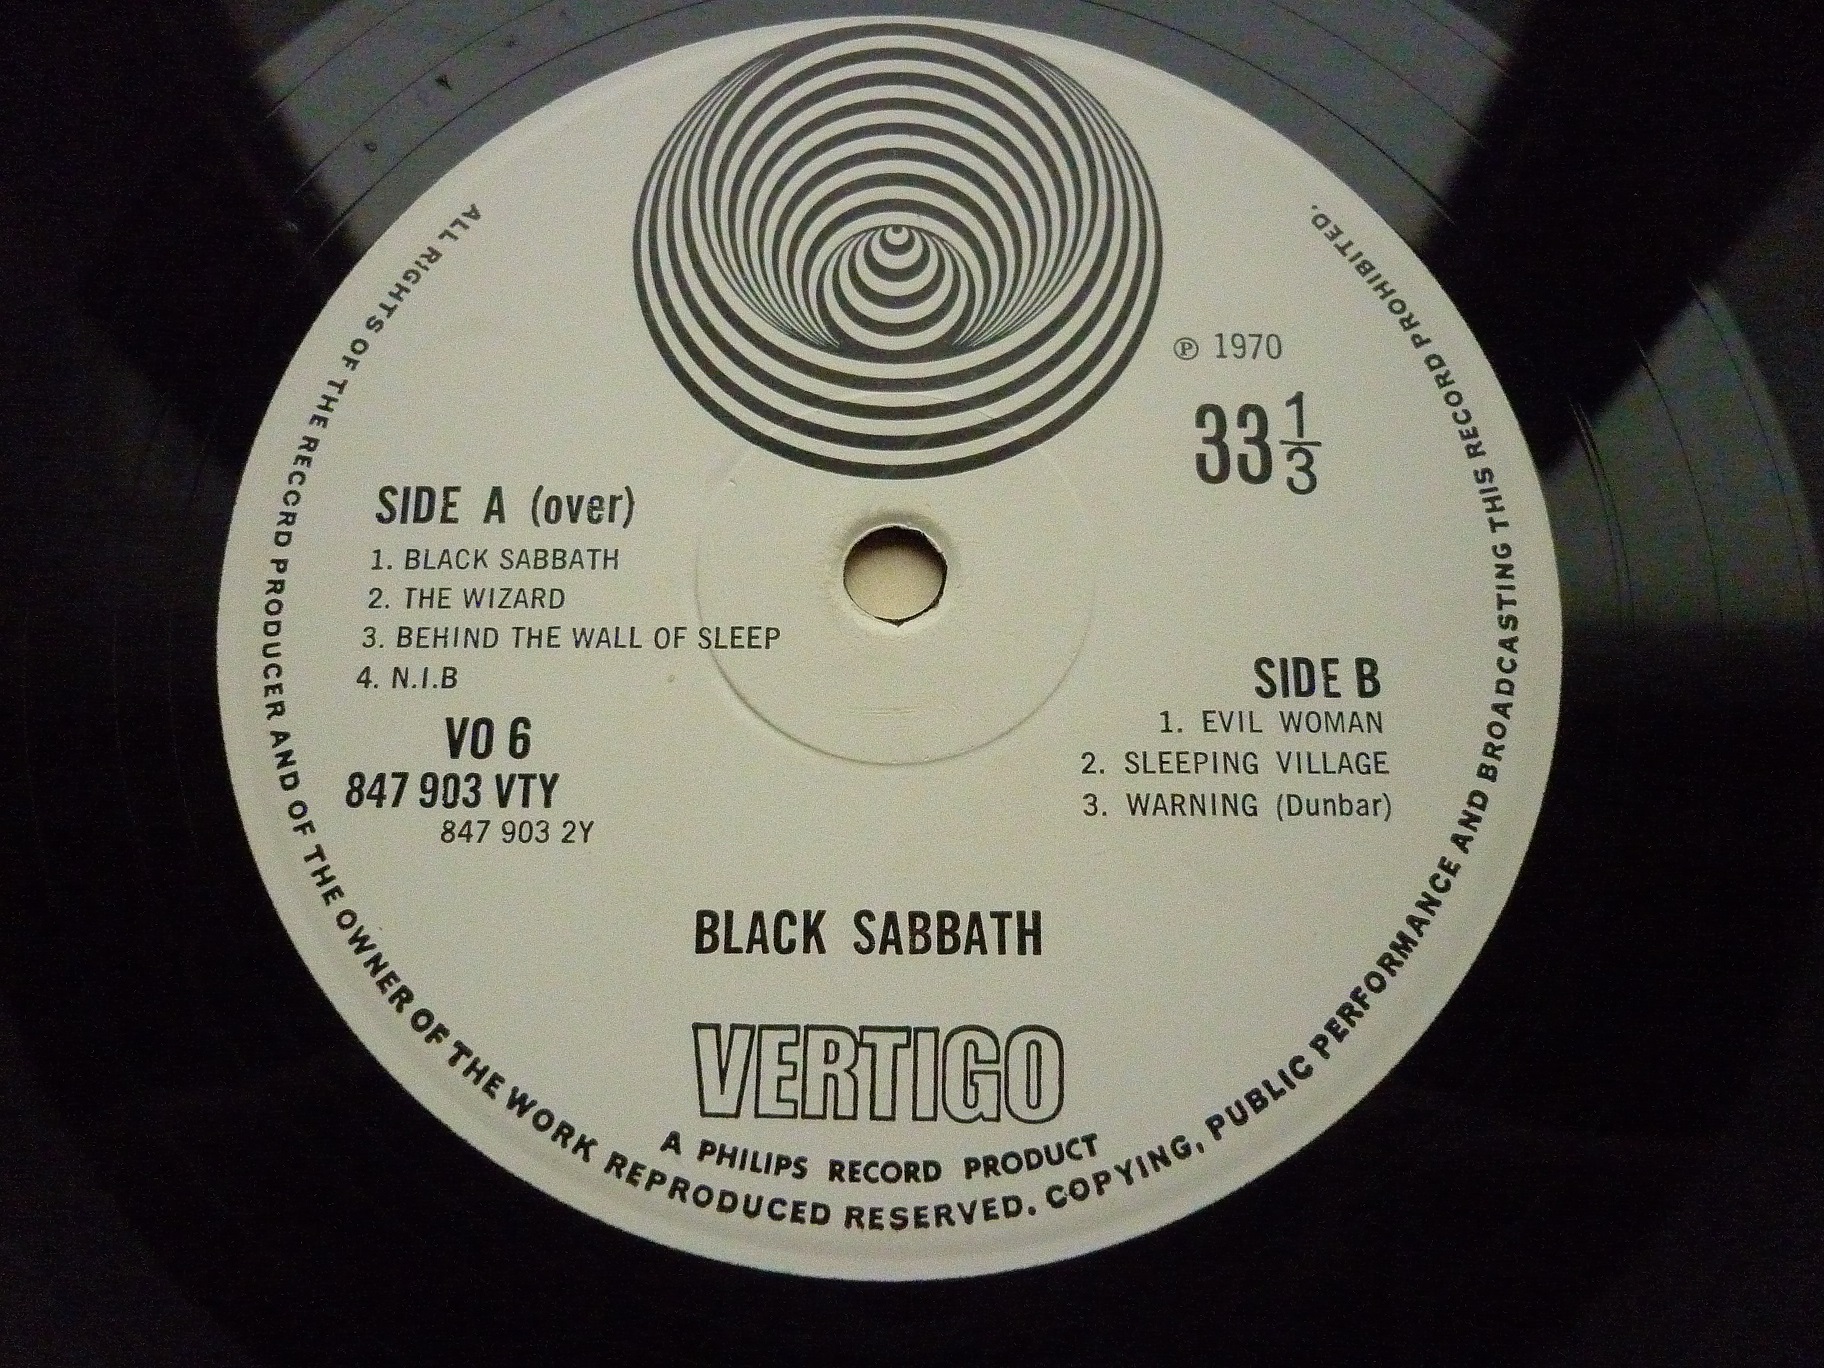 ℗ 1970
33 1/3
SIDE A (over)
1. BLACK SABBATH
2. THE WIZARD
3. BEHIND THE WALL OF SLEEP
4. N.I.B
VO 6
847 903 VTY
847 903 2Y
SIDE B
1. EVIL WOMAN
2. SLEEPING VILLAGE
3. WARNING (Dunbar)
BLACK SABBATH
VERTIGO
A PHILIPS RECORD PRODUCT
ALL RIGHTS OF THE RECORD PRODUCER AND OF THE OWNER OF THE WORK REPRODUCED RESERVED. COPYING, PUBLIC PERFORMANCE AND BROADCASTING THIS RECORD PROHIBITED.